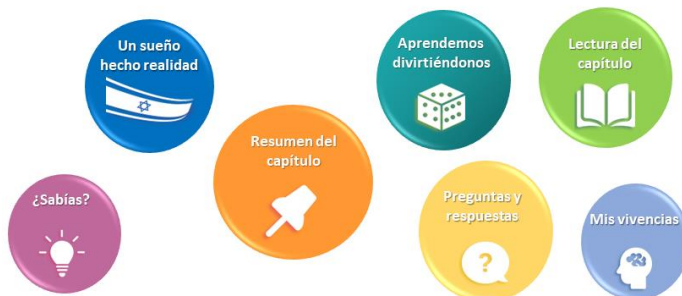 Un sueño
hecho realidad
Aprendemos
divirtiéndonos
Lectura del
capítulo
Resumen del
capítulo
¿Sabías?
Preguntas y
respuestas
?
Mis vivencias